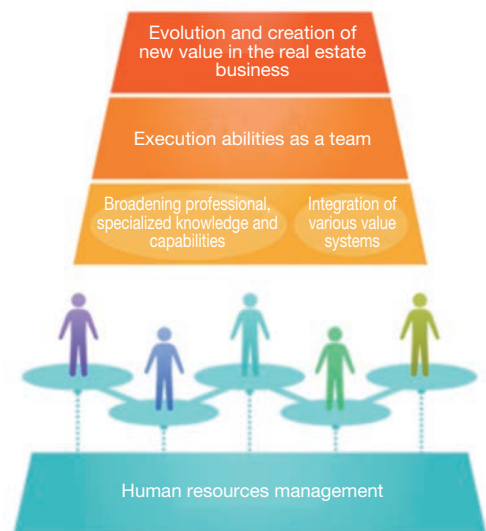 Evolution and creation of
new value in the real estate
business
Execution abilities as a team
Broadening professional,
specialized knowledge and
capabilities
Integration of
various value
systems
Human resources management